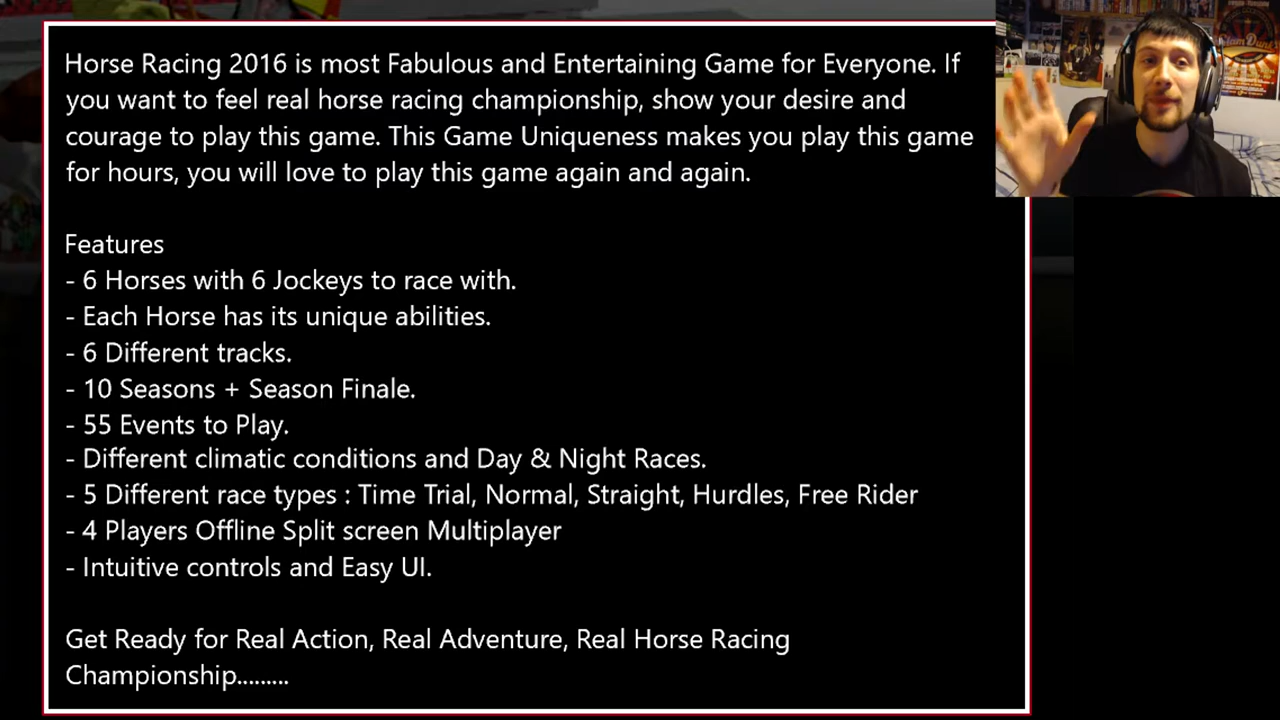 Horse Racing 2016 is most Fabulous and Entertaining Game for Everyone. If
you want to feel real horse racing championship, show your desire and
courage to play this game. This Game Uniqueness makes you play this game
for hours, you will love to play this game again and again.
Features
- 6 Horses with 6 Jockeys to race with.
- Each Horse has its unique abilities.
- 6 Different tracks.
- 10 Seasons + Season Finale.
- 55 Events to Play.
- Different climatic conditions and Day & Night Races.
- 5 Different race types : Time Trial, Normal, Straight, Hurdles, Free Rider
- 4 Players Offline Split screen Multiplayer
- Intuitive controls and Easy UI.
Get Ready for Real Action, Real Adventure, Real Horse Racing
Championship.........